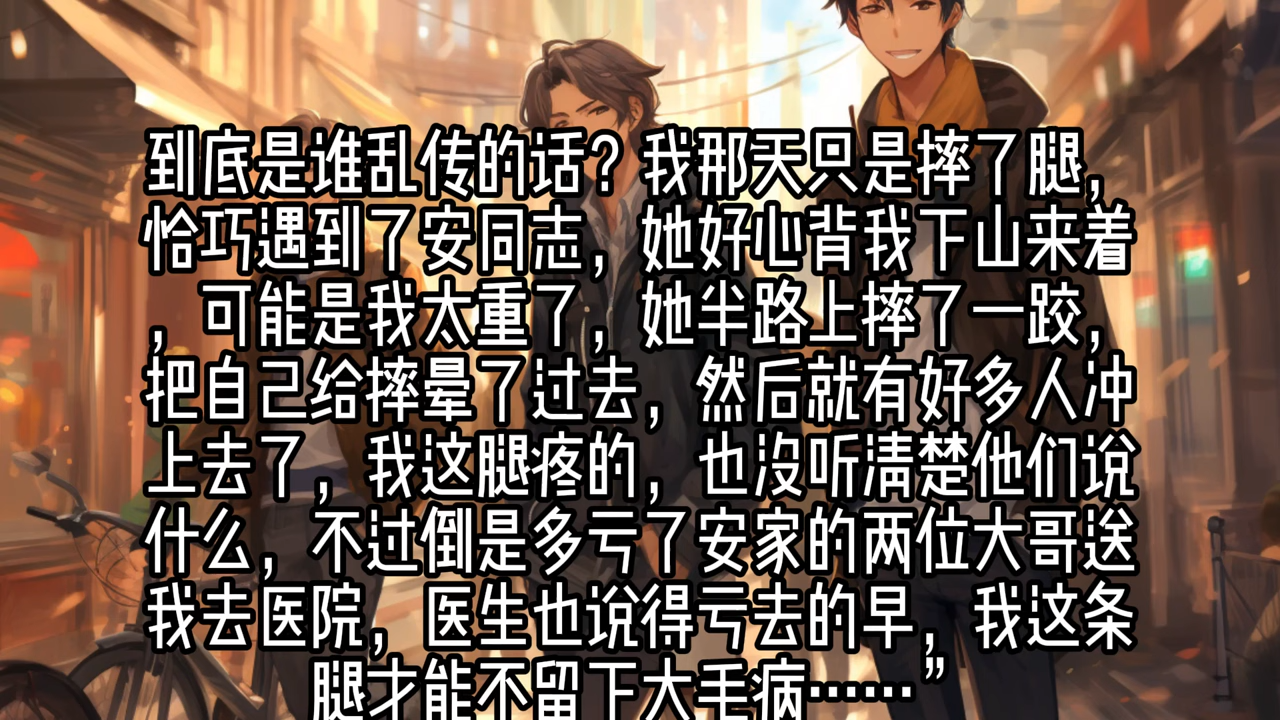 到底是谁乱传的话？我那天只是摔了腿，
恰巧遇到了安同志，她好心背我下山来着
，可能是我太重了，她半路上摔了一跤，
把自己给摔晕了过去，然后就有好多人冲
上去了，我这腿疼的，也没听清楚他们说
什么，不过倒是多亏了安家的两位大哥送
我去医院，医生也说得亏去的早，我这条
腿才能不留下大毛病……”